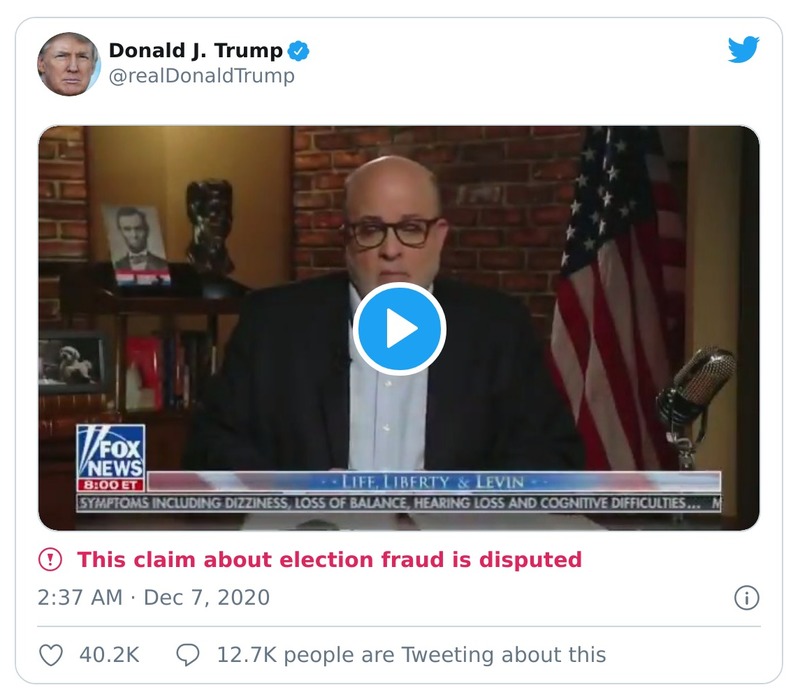 Donald J. Trump
@realDonaldTrump
FOX
NEWS
8:00 ET
LIFE, LIBERTY & LEVIN
SYMPTOMS INCLUDING DIZZINESS, LOSS OF BALANCE, HEARING LOSS AND COGNITIVE DIFFICULTIES... M
This claim about election fraud is disputed
2:37 AM · Dec 7, 2020
40.2K 12.7K people are Tweeting about this